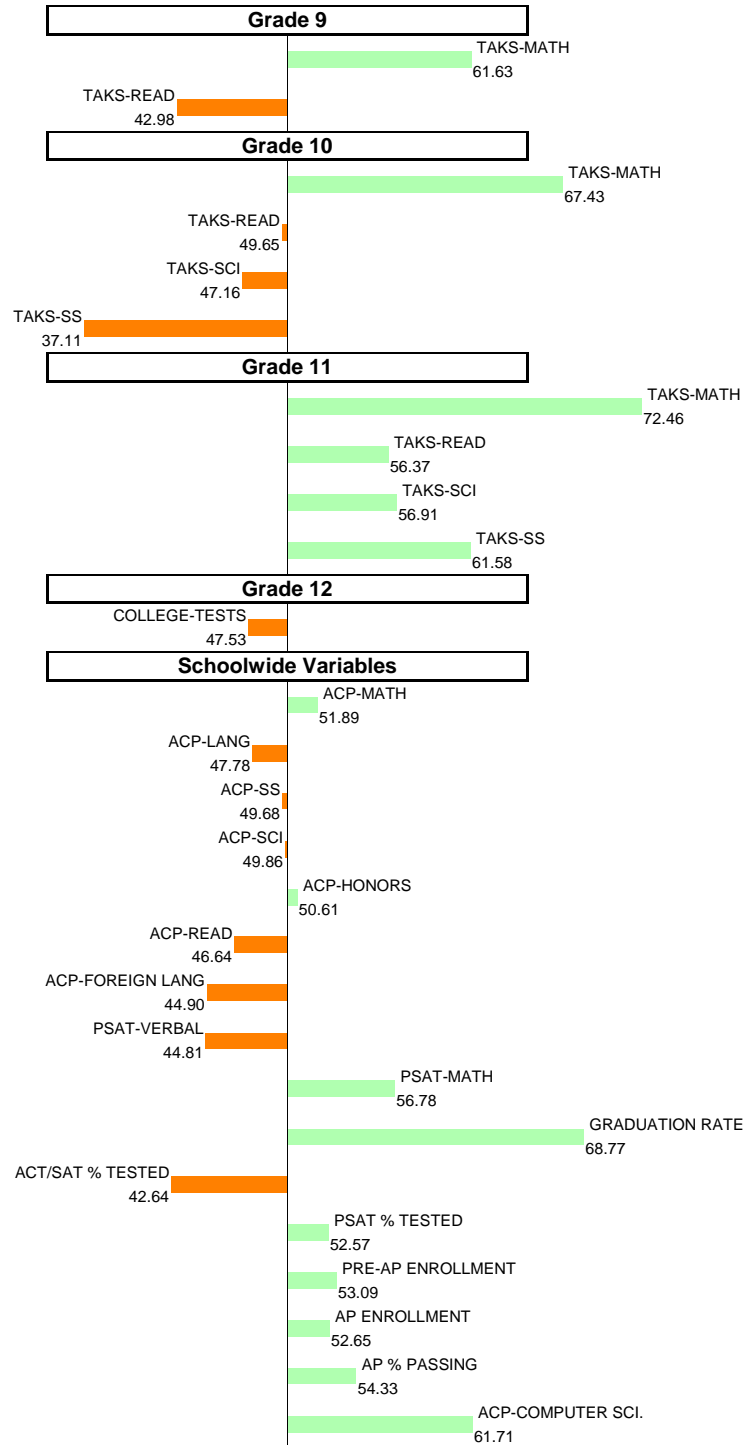 Grade 9
TAKS-MATH
61.63
TAKS-READ
42.98
Grade 10
TAKS-MATH
67.43
TAKS-READ
49.65
TAKS-SCI
47.16
TAKS-SS
37.11
Grade 11
TAKS-MATH
72.46
TAKS-READ
56.37
TAKS-SCI
56.91
TAKS-SS
61.58
Grade 12
COLLEGE-TESTS
47.53
Schoolwide Variables
ACP-MATH
51.89
ACP-LANG
47.78
ACP-SS
49.68
ACP-SCI
49.86
ACP-HONORS
50.61
ACP-READ
46.64
ACP-FOREIGN LANG
44.90
PSAT-VERBAL
44.81
PSAT-MATH
56.78
GRADUATION RATE
68.77
ACT/SAT % TESTED
42.64
PSAT % TESTED
52.57
PRE-AP ENROLLMENT
53.09
AP ENROLLMENT
52.65
AP % PASSING
54.33
ACP-COMPUTER SCI.
61.71